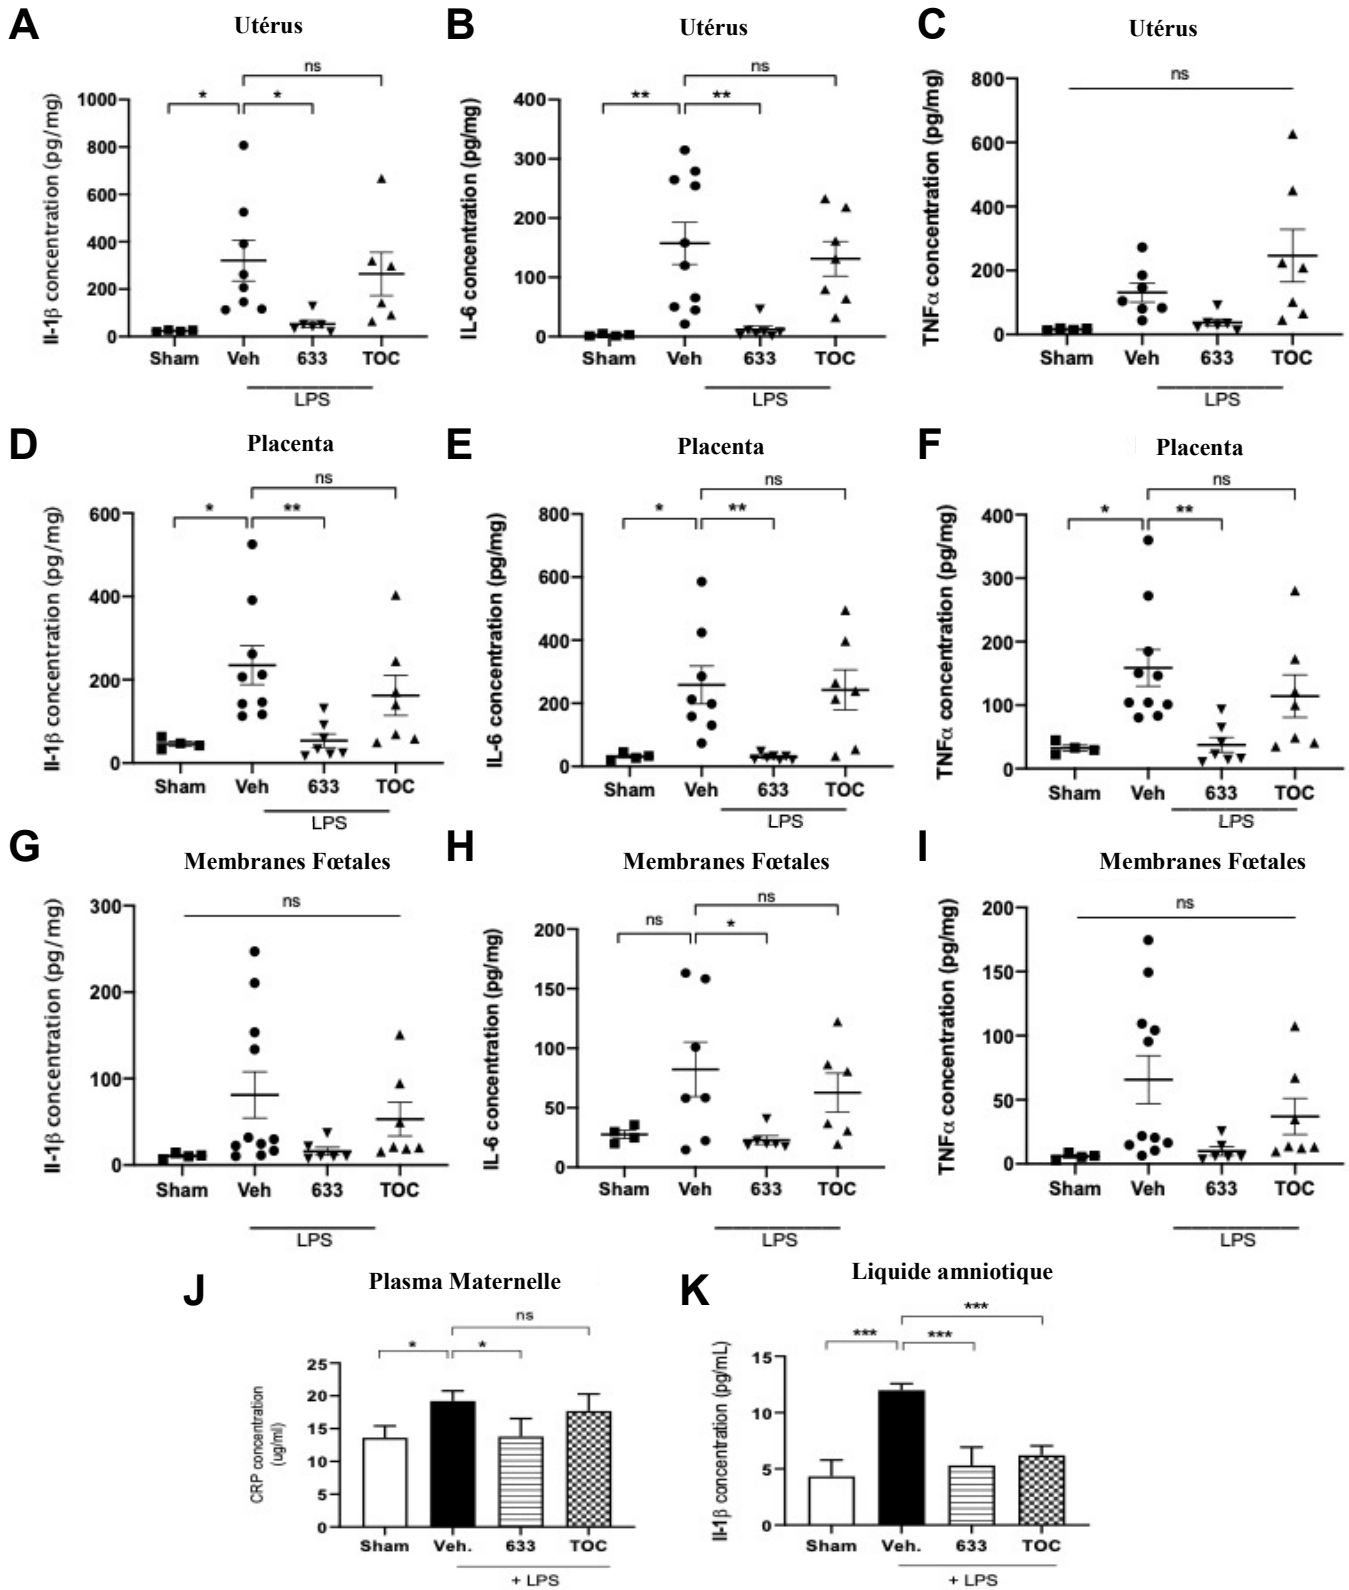 A
Utérus
ns
* *
Il-1β concentration (pg/mg)
1000
800
600
400
200
0
Sham Veh 633 TOC
LPS
B
Utérus
ns
** **
IL-6 concentration (pg/mg)
400
300
200
100
0
Sham Veh 633 TOC
LPS
C
Utérus
ns
TNFα concentration (pg/mg)
800
600
400
200
0
Sham Veh 633 TOC
LPS
D
Placenta
ns
* **
Il-1β concentration (pg/mg)
600
400
200
0
Sham Veh 633 TOC
LPS
E
Placenta
ns
* **
IL-6 concentration (pg/mg)
800
600
400
200
0
Sham Veh 633 TOC
LPS
F
Placenta
ns
* **
TNFα concentration (pg/mg)
400
300
200
100
0
Sham Veh 633 TOC
LPS
G
Membranes Fœtales
ns
Il-1β concentration (pg/mg)
300
200
100
0
Sham Veh 633 TOC
LPS
H
Membranes Fœtales
ns
ns *
IL-6 concentration (pg/mg)
200
150
100
50
0
Sham Veh 633 TOC
LPS
I
Membranes Fœtales
ns
TNFα concentration (pg/mg)
200
150
100
50
0
Sham Veh 633 TOC
LPS
J
Plasma Maternelle
ns
* *
CRP concentration
(ug/ml)
25
20
15
10
5
0
Sham Veh. 633 TOC
+ LPS
K
Liquide amniotique
***
*** ***
Il-1β concentration (pg/mL)
15
10
5
0
Sham Veh. 633 TOC
+ LPS